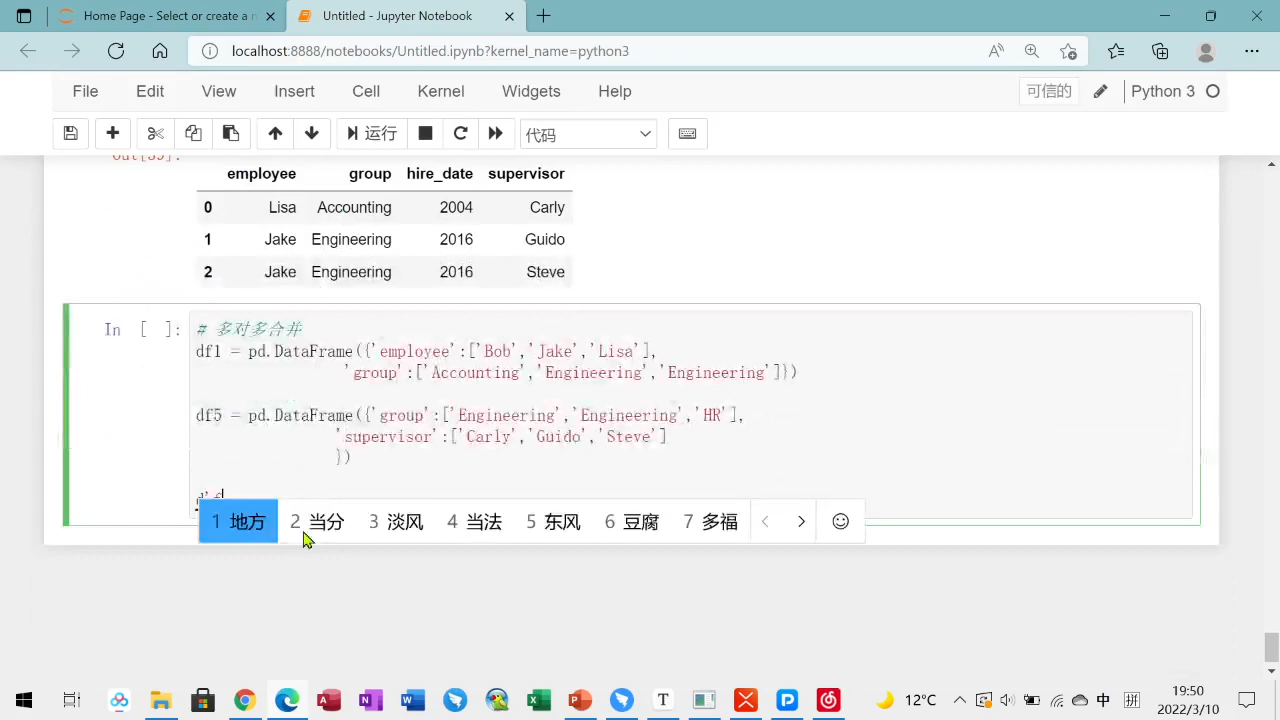 Home Page - Select or create a n
Untitled - Jupyter Notebook
localhost:8888/notebooks/Untitled.ipynb?kernel_name=python3
File Edit View Insert Cell Kernel Widgets Help 可信的 Python 3
运行 代码
Out[39]:
employee group hire_date supervisor
0 Lisa Accounting 2004 Carly
1 Jake Engineering 2016 Guido
2 Jake Engineering 2016 Steve
In [ ]: # 多对多合并
df1 = pd.DataFrame({'employee':['Bob','Jake','Lisa'],
'group':['Accounting','Engineering','Engineering']})
df5 = pd.DataFrame({'group':['Engineering','Engineering','HR'],
'supervisor':['Carly','Guido','Steve']
})
d'f
1 地方 2 当分 3 淡风 4 当法 5 东风 6 豆腐 7 多福
12°C 中 拼 19:50
2022/3/10